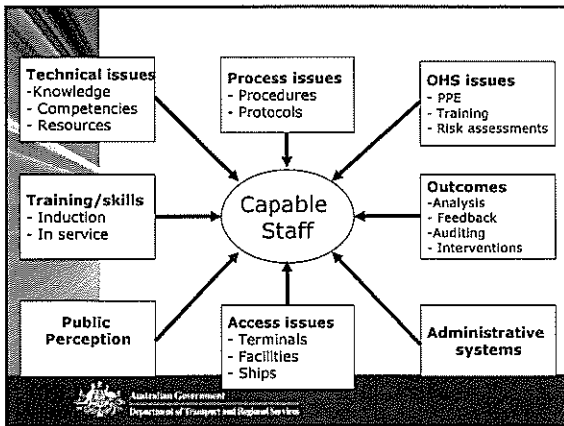 Technical issues
-Knowledge
- Competencies
- Resources
Process issues
- Procedures
- Protocols
OHS issues
- PPE
- Training
- Risk assessments
Training/skills
- Induction
- In service
Capable
Staff
Outcomes
-Analysis
- Feedback
-Auditing
- Interventions
Public
Perception
Access issues
- Terminals
- Facilities
- Ships
Administrative
systems
Australian Government
Department of Transport and Regional Services